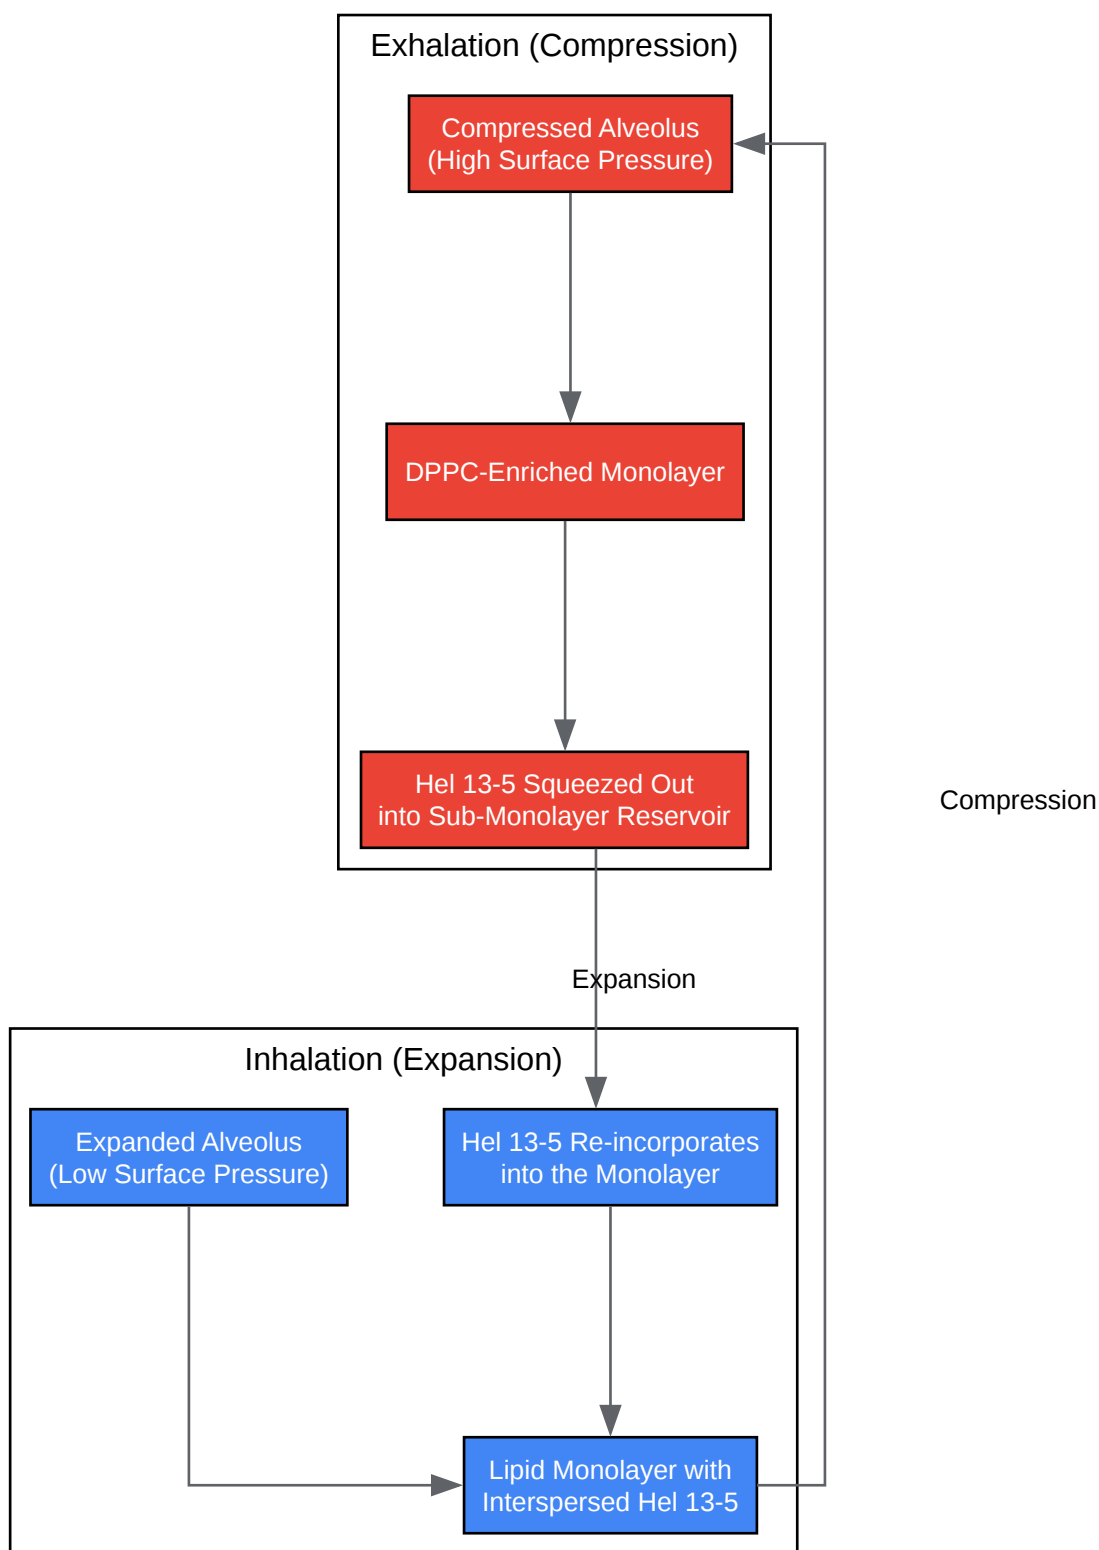 Exhalation (Compression)
Compressed Alveolus
(High Surface Pressure)
DPPC-Enriched Monolayer
Hel 13-5 Squeezed Out
into Sub-Monolayer Reservoir
Compression
Expansion
Inhalation (Expansion)
Expanded Alveolus
(Low Surface Pressure)
Hel 13-5 Re-incorporates
into the Monolayer
Lipid Monolayer with
Interspersed Hel 13-5